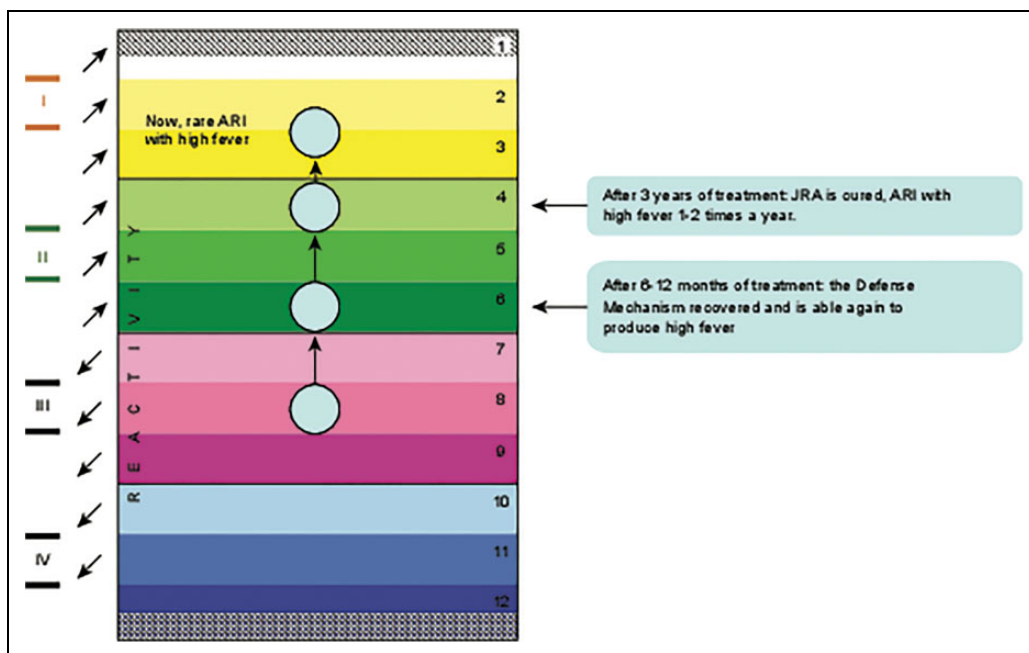 1
I
2
Now, rare ARI
with high fever
3
4
After 3 years of treatment: JRA is cured, ARI with
high fever 1-2 times a year.
II
5
6
After 6-12 months of treatment: the Defense
Mechanism recovered and is able again to
produce high fever
7
III
8
9
REACTIVITY
10
IV
11
12